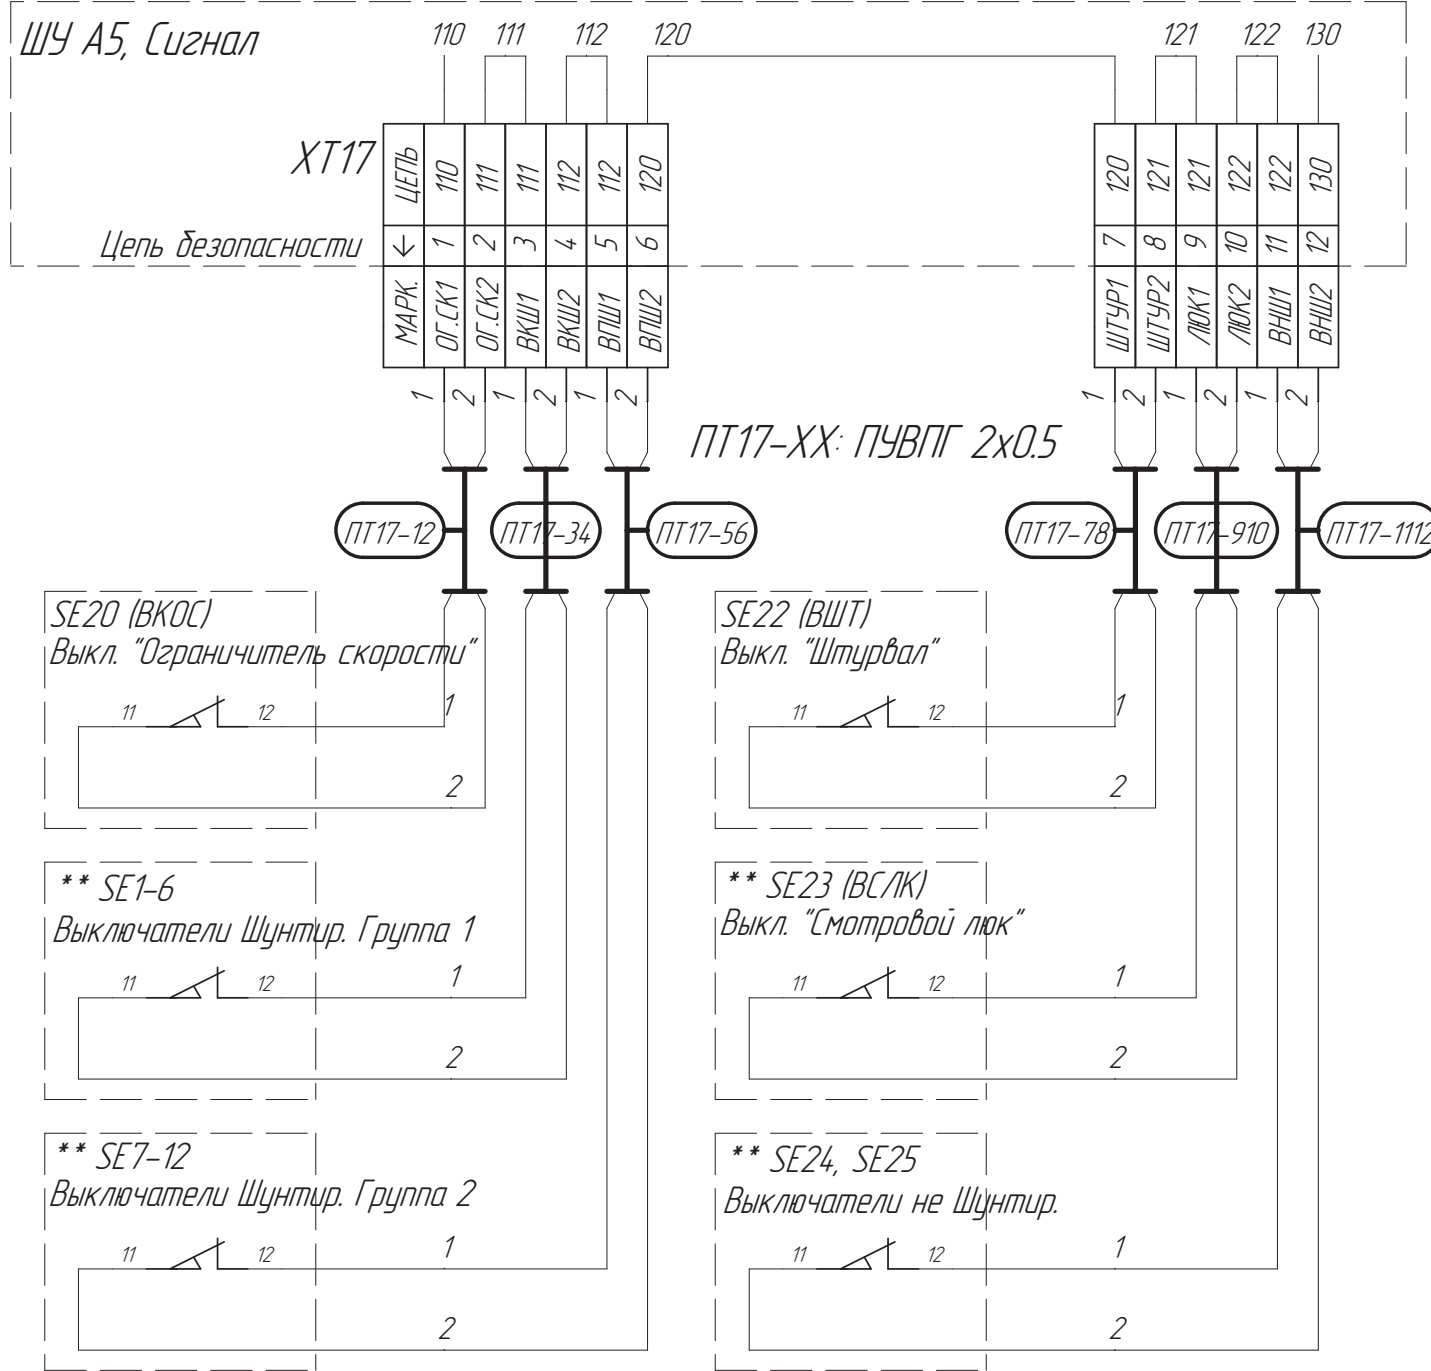 ШУ А5, Сигнал
110 111 112 120 121 122 130
ХТ17
ЦЕПЬ 110 111 111 112 112 120
120 121 121 122 122 130
Цепь безопасности
← 1 2 3 4 5 6
7 8 9 10 11 12
МАРК. ОГ.СК1 ОГ.СК2 ВКШ1 ВКШ2 ВПШ1 ВПШ2
ШТУР1 ШТУР2 ЛЮК1 ЛЮК2 ВНШ1 ВНШ2
1 2 1 2 1 2
1 2 1 2 1 2
ПТ17-ХХ: ПУВПГ 2х0.5
ПТ17-12 ПТ17-34 ПТ17-56
ПТ17-78 ПТ17-910 ПТ17-1112
SE20 (ВКОС)
Выкл. "Ограничитель скорости"
11 12 1
2
SE22 (ВШТ)
Выкл. "Штурвал"
11 12 1
2
** SE1-6
Выключатели Шунтир. Группа 1
11 12 1
2
** SE23 (ВСЛК)
Выкл. "Смотровой люк"
11 12 1
2
** SE7-12
Выключатели Шунтир. Группа 2
11 12 1
2
** SE24, SE25
Выключатели не Шунтир.
11 12 1
2